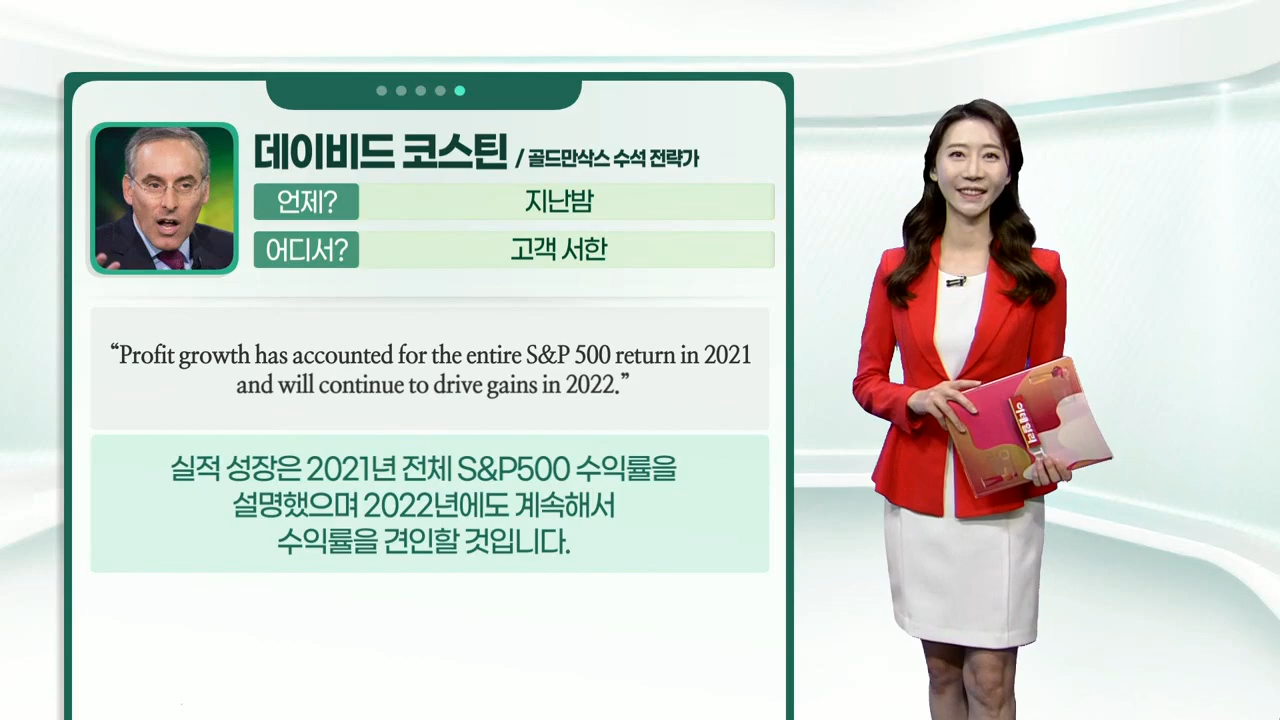 데이비드 코스틴 / 골드만삭스 수석 전략가
언제? 지난밤
어디서? 고객 서한
“Profit growth has accounted for the entire S&P 500 return in 2021
and will continue to drive gains in 2022.”
실적 성장은 2021년 전체 S&P500 수익률을
설명했으며 2022년에도 계속해서
수익률을 견인할 것입니다.
이데일리